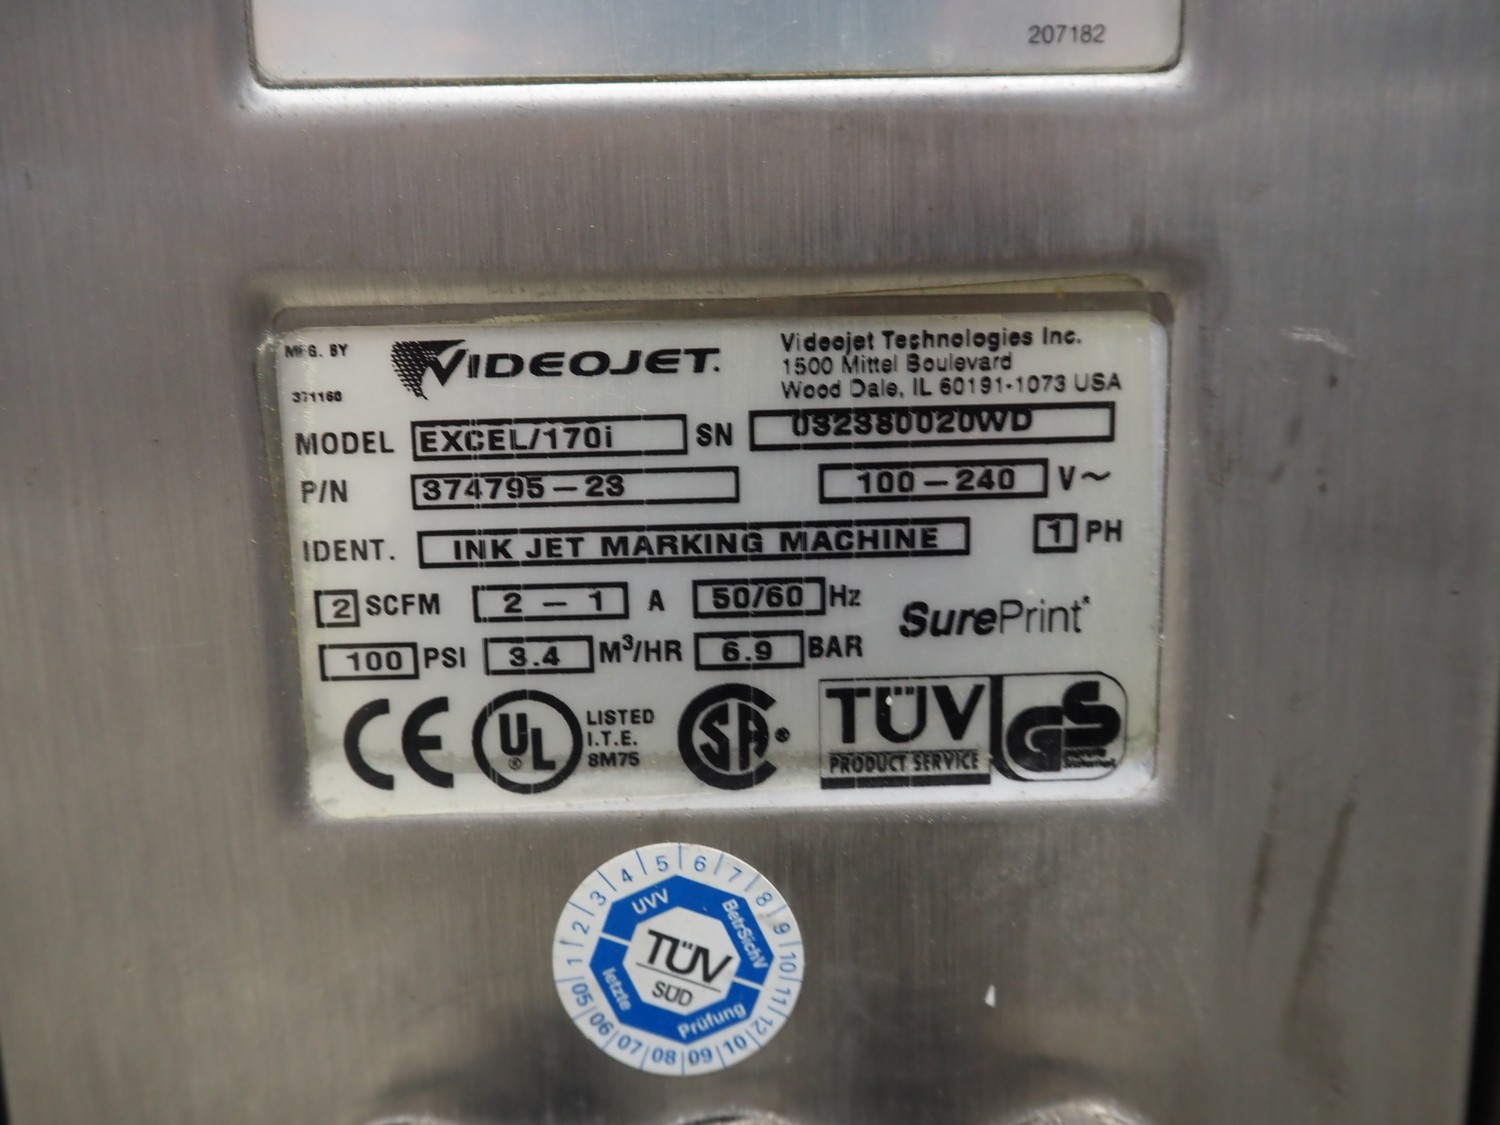 207182
MFG. BY
VIDEOJET.
Videojet Technologies Inc.
1500 Mittel Boulevard
Wood Dale, IL 60191-1073 USA
371160
MODEL EXCEL/170i SN 032380020WD
P/N 374795-23 100-240 V~
IDENT. INK JET MARKING MACHINE 1 PH
2 SCFM 2 - 1 A 50/60 Hz
SurePrint*
100 PSI 3.4 M³/HR 6.9 BAR
CE UL® LISTED
I.T.E.
8M75
SA®
TÜV
PRODUCT SERVICE
GS
geprüfte
Sicherheit
1 2 3 4 5 6 7 8 9 10 11 12
UVV BetrSichV
TÜV
SÜD
letzte Prüfung
05 06 07 08 09 10